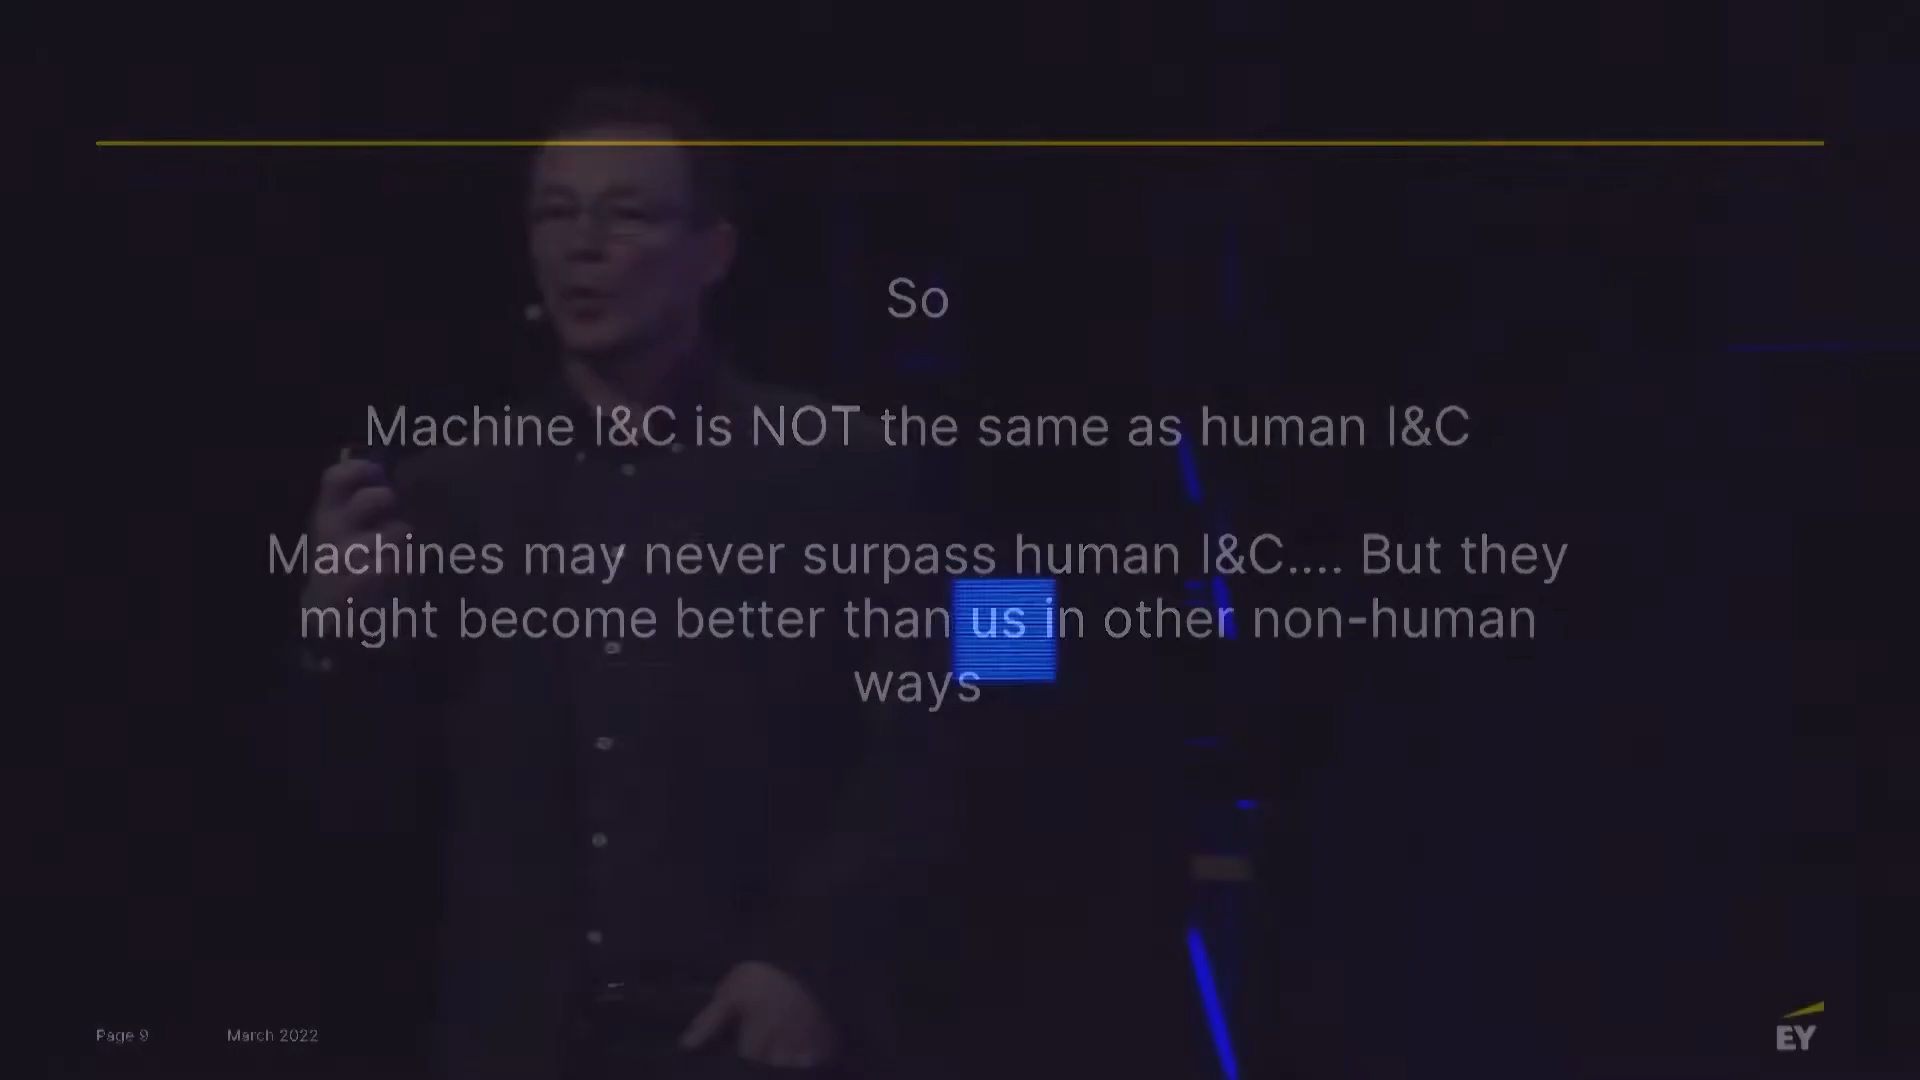 So
Machine I&C is NOT the same as human I&C
Machines may never surpass human I&C.... But they
might become better than us in other non-human
ways
Page 9 March 2022
EY